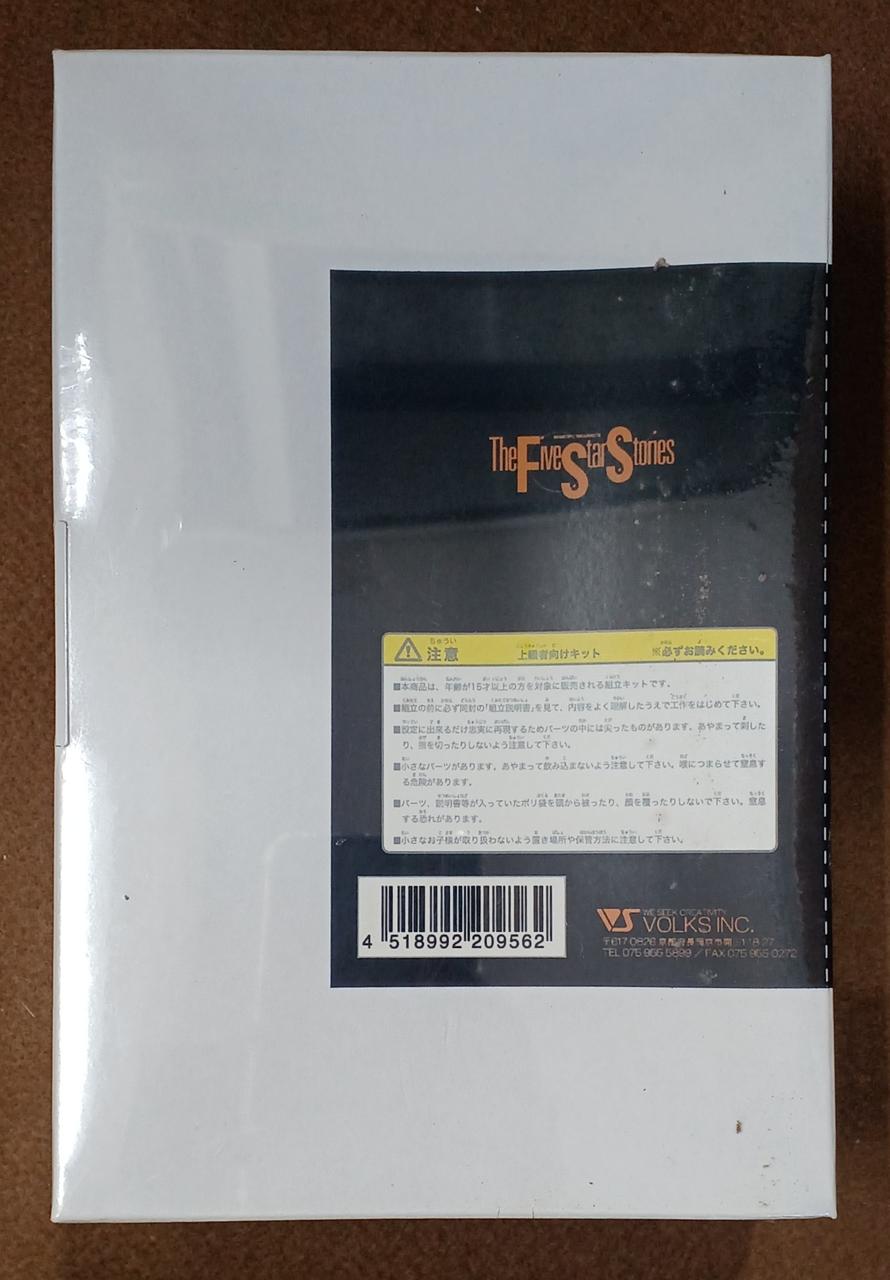 The Five Star Stories
注意 上級者向けキット ※必ずお読みください。
■本商品は、年齢が15才以上の方を対象に販売される組立キットです。
■組立の前に必ず同封の「組立説明書」を見て、内容をよく理解したうえで工作をはじめて下さい。
■設定に出来るだけ忠実に再現するためパーツの中には尖ったものがあります。あやまって刺した
り、指を切ったりしないよう注意して下さい。
■小さなパーツがあります。あやまって飲み込まないよう注意して下さい。喉につまらせて窒息す
る危険があります。
■パーツ、説明書等が入っていたポリ袋を頭から被ったり、顔を覆ったりしないで下さい。窒息
する恐れがあります。
■小さなお子様が取り扱わないよう置き場所や保管方法に注意して下さい。
4 518992 209562
WE SEEK CREATIVITY
VOLKS INC.
〒617-0826 京都府長岡京市開田
TEL 075-955-5899 / FAX 075-955-0272